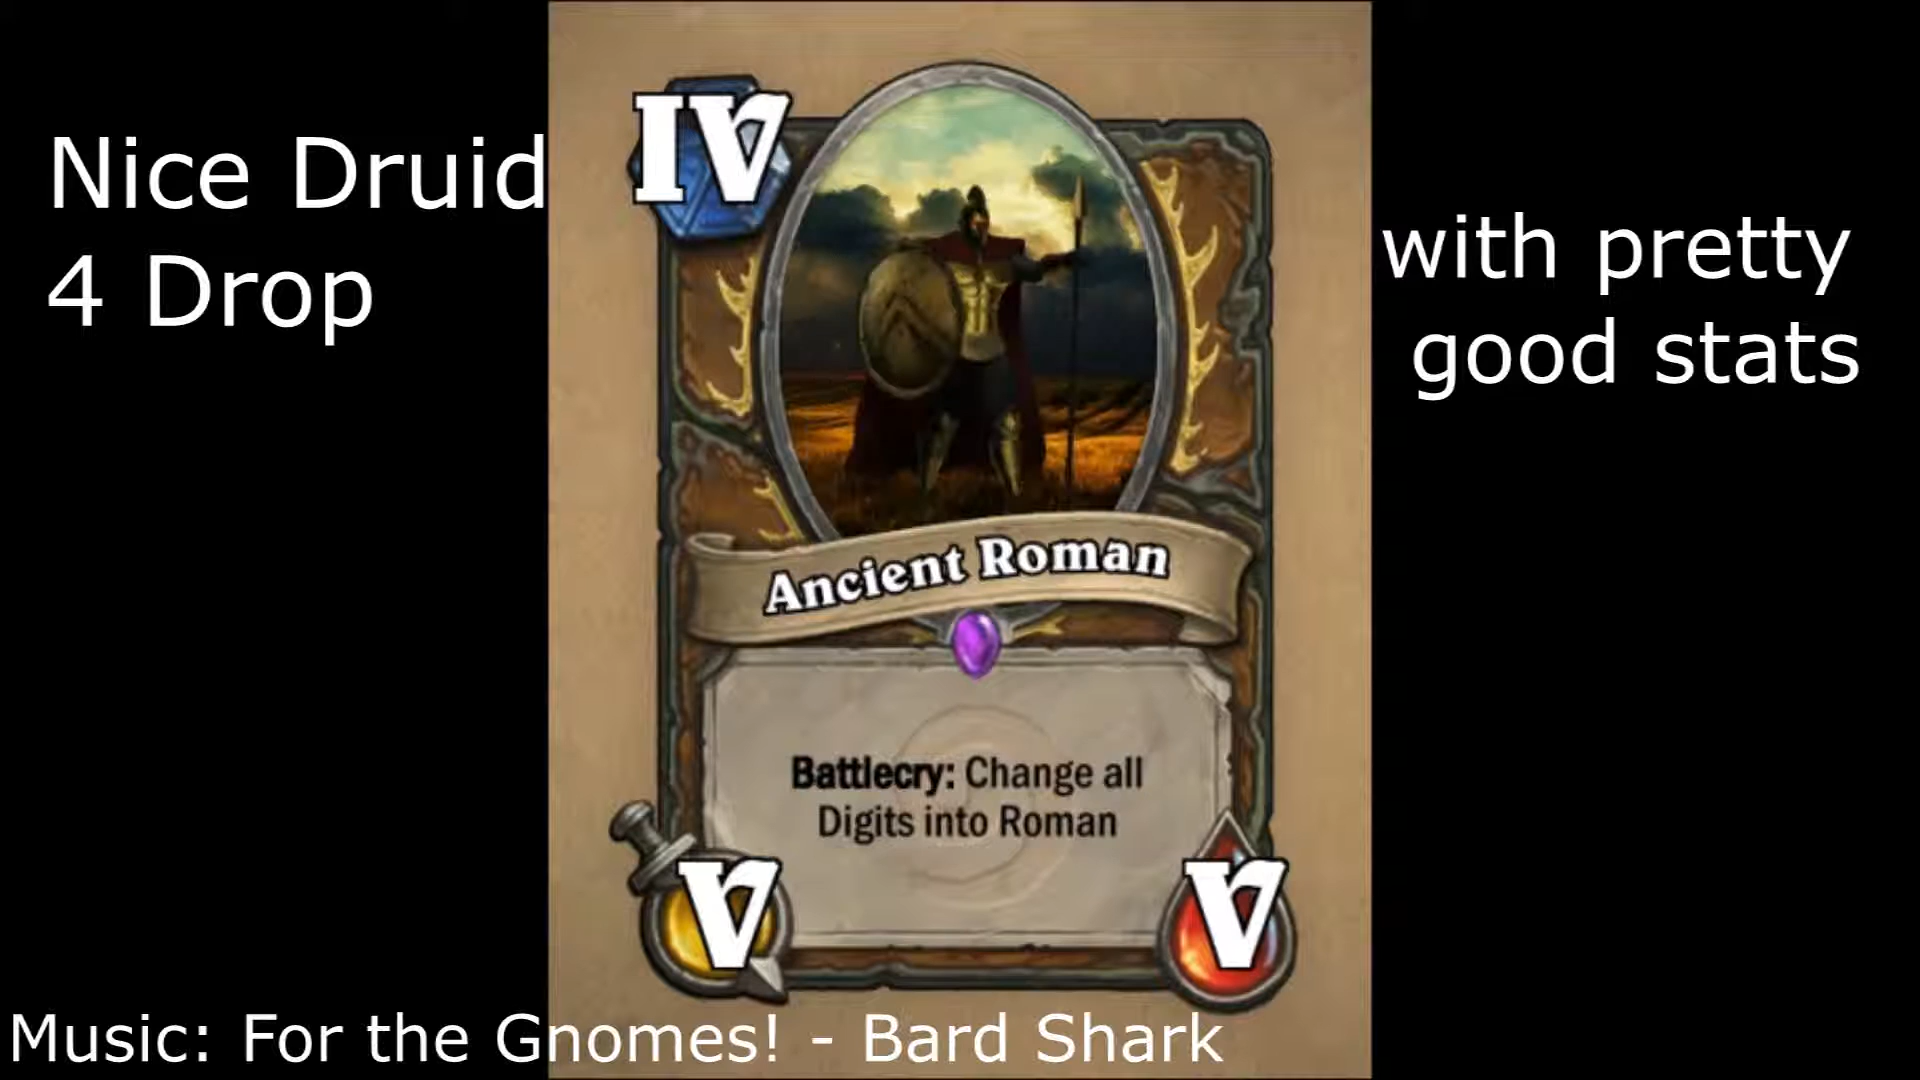 Nice Druid
4 Drop
with pretty
good stats
IV
Ancient Roman
Battlecry: Change all
Digits into Roman
V
V
Music: For the Gnomes! - Bard Shark